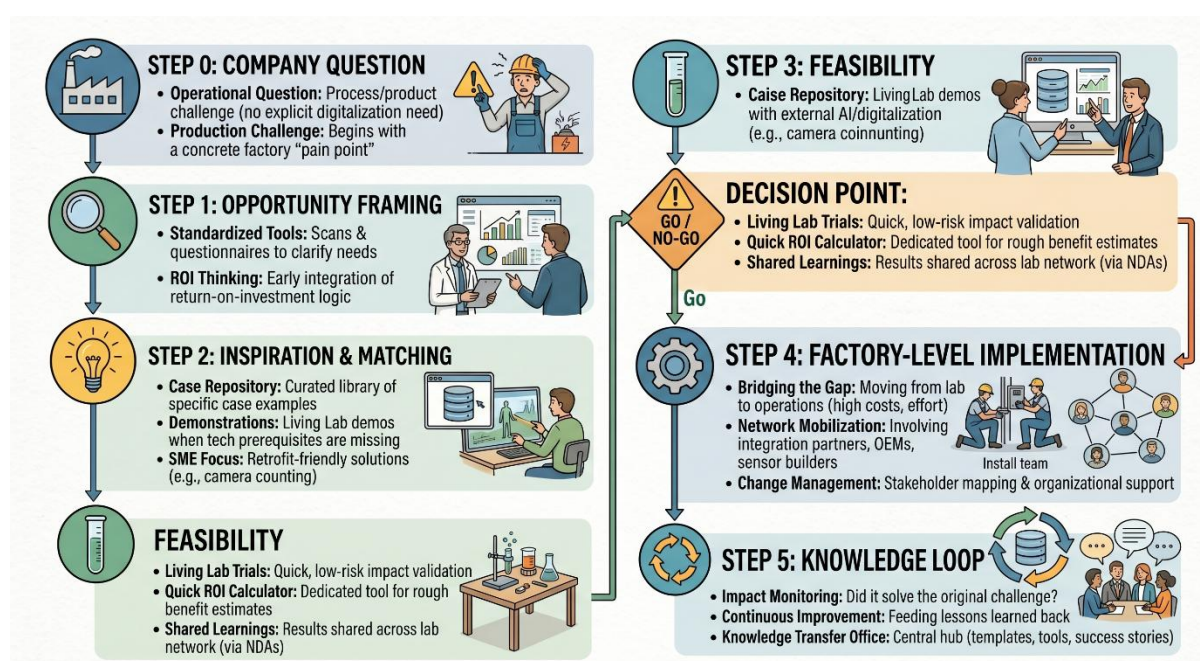 STEP 0: COMPANY QUESTION
• Operational Question: Process/product
challenge (no explicit digitalization need)
• Production Challenge: Begins with
a concrete factory “pain point”
STEP 1: OPPORTUNITY FRAMING
• Standardized Tools: Scans &
questionnaires to clarify needs
• ROI Thinking: Early integration of
return-on-investment logic
STEP 2: INSPIRATION & MATCHING
• Case Repository: Curated library of
specific case examples
• Demonstrations: Living Lab demos
when tech prerequisites are missing
• SME Focus: Retrofit-friendly solutions
(e.g., camera counting)
FEASIBILITY
• Living Lab Trials: Quick, low-risk impact validation
• Quick ROI Calculator: Dedicated tool for rough
benefit estimates
• Shared Learnings: Results shared across lab
network (via NDAs)
STEP 3: FEASIBILITY
• Caise Repository: LivingLab demos
with external AI/digitalization
(e.g., camera coinnunting)
GO /
NO-GO
DECISION POINT:
• Living Lab Trials: Quick, low-risk impact validation
• Quick ROI Calculator: Dedicated tool for rough benefit estimates
• Shared Learnings: Results shared across lab network (via NDAs)
Go
STEP 4: FACTORY-LEVEL IMPLEMENTATION
• Bridging the Gap: Moving from lab
to operations (high costs, effort)
• Network Mobilization: Involving
integration partners, OEMs,
sensor builders
Install team
• Change Management: Stakeholder mapping & organizational support
STEP 5: KNOWLEDGE LOOP
• Impact Monitoring: Did it solve the original challenge?
• Continuous Improvement: Feeding lessons learned back
• Knowledge Transfer Office: Central hub (templates, tools, success stories)